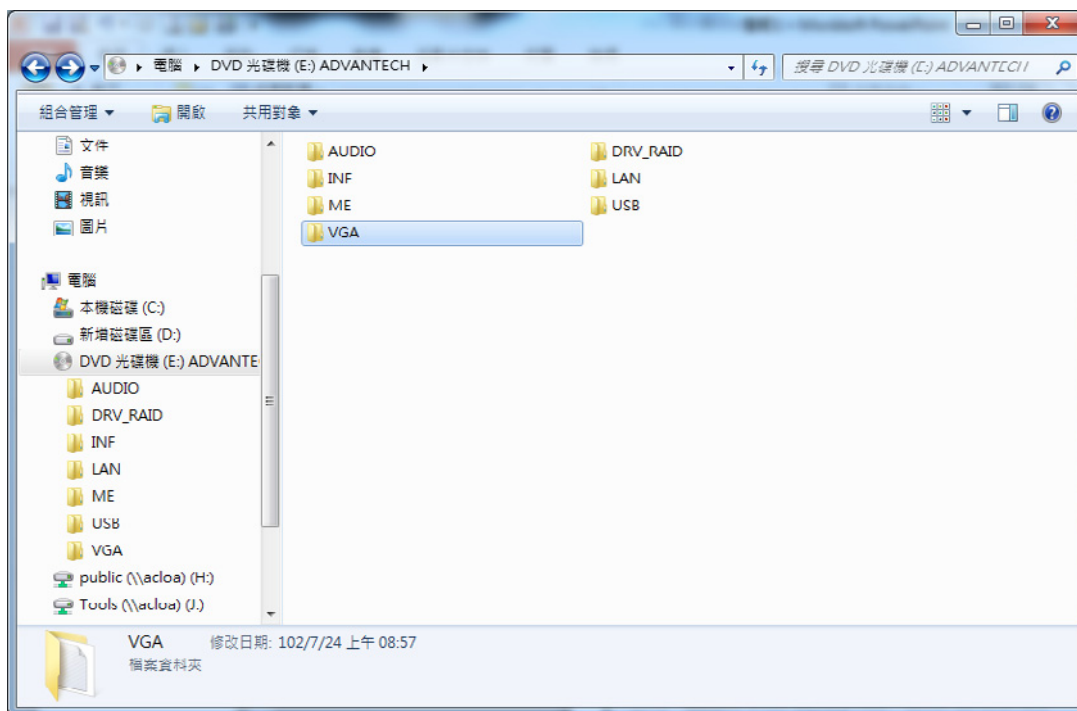 電腦 ▸ DVD 光碟機 (E:) ADVANTECH ▸
搜尋 DVD 光碟機 (E:) ADVANTECH
組合管理 ▼ 開啟 共用對象 ▼
文件
音樂
視訊
圖片
電腦
本機磁碟 (C:)
新增磁碟區 (D:)
DVD 光碟機 (E:) ADVANTE
AUDIO
DRV_RAID
INF
LAN
ME
USB
VGA
public (\\acloa) (H:)
Tools (\\acloa) (J:)
AUDIO
INF
ME
VGA
DRV_RAID
LAN
USB
VGA 修改日期: 102/7/24 上午 08:57
檔案資料夾